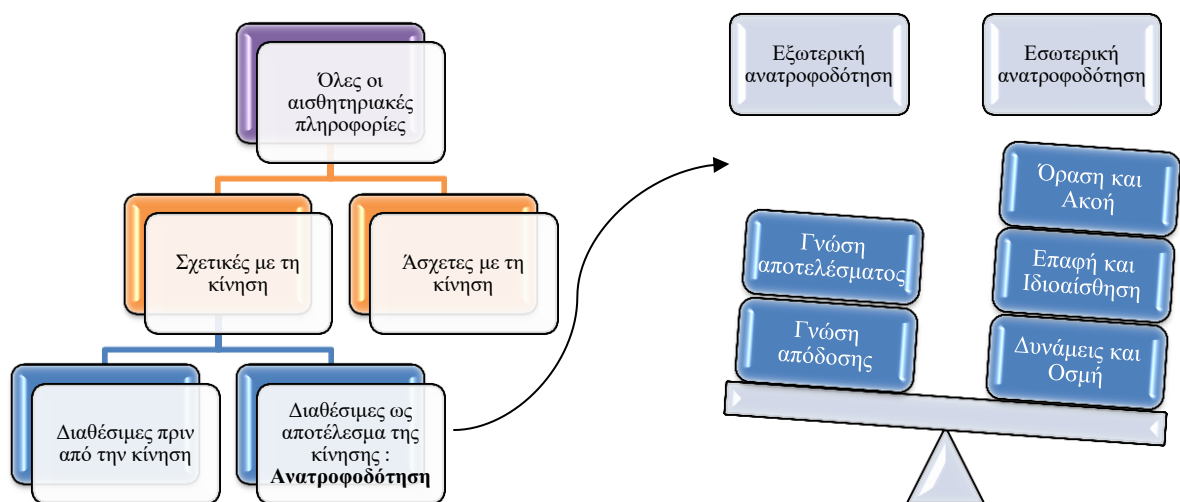 Όλες οι
αισθητηριακές
πληροφορίες
Σχετικές με τη
κίνηση
Άσχετες με τη
κίνηση
Διαθέσιμες πριν
από την κίνηση
Διαθέσιμες ως
αποτέλεσμα της
κίνησης :
Ανατροφοδότηση
Εξωτερική
ανατροφοδότηση
Εσωτερική
ανατροφοδότηση
Γνώση
αποτελέσματος
Γνώση
απόδοσης
Όραση και
Ακοή
Επαφή και
Ιδιοαίσθηση
Δυνάμεις και
Οσμή